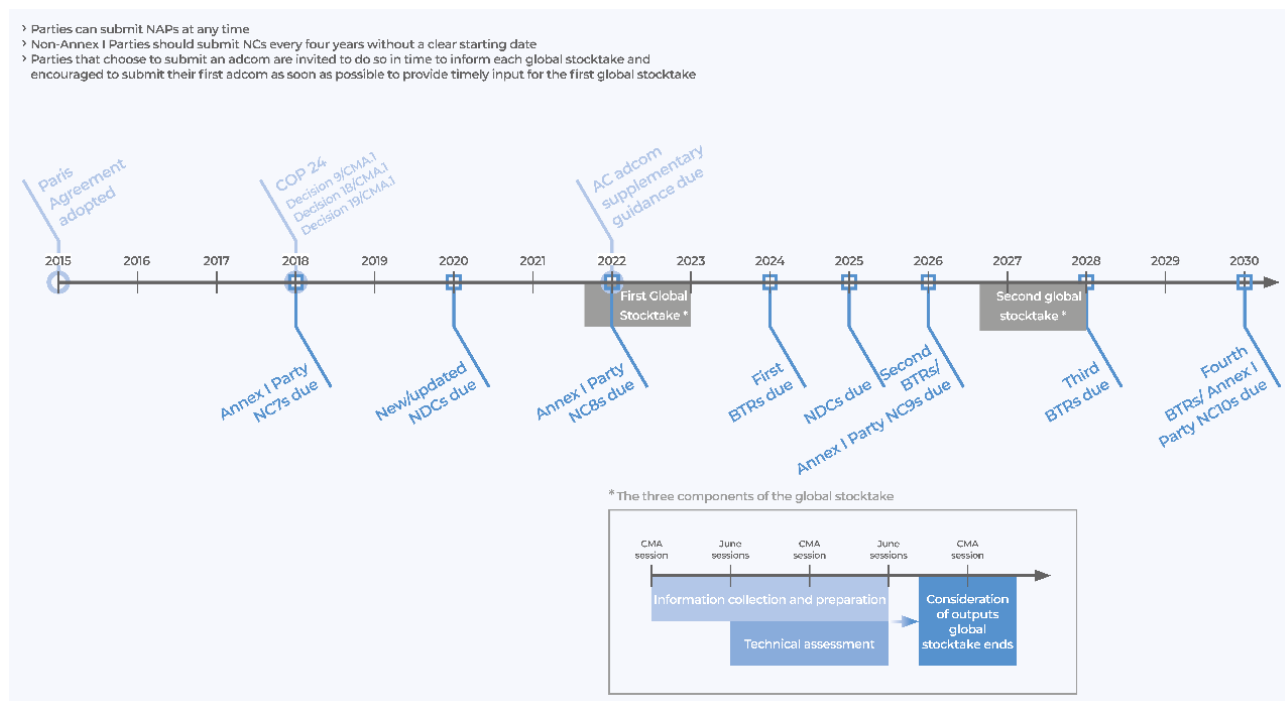 › Parties can submit NAPs at any time
› Non-Annex I Parties should submit NCs every four years without a clear starting date
› Parties that choose to submit an adcom are invited to do so in time to inform each global stocktake and
encouraged to submit their first adcom as soon as possible to provide timely input for the first global stocktake
Paris
Agreement
adopted
COP 24
Decision 9/CMA.1
Decision 18/CMA.1
Decision 19/CMA.1
AC adcom
supplementary
guidance due
2015 2016 2017 2018 2019 2020 2021 2022 2023 2024 2025 2026 2027 2028 2029 2030
First Global
Stocktake *
Second global
stocktake *
Annex I Party
NC7s due
New/updated
NDCs due
Annex I Party
NC8s due
First
BTRs due
NDCs due
Second
BTRs/
Annex I Party NC9s due
Third
BTRs due
Fourth
BTRs/ Annex I
Party NC10s due
* The three components of the global stocktake
CMA
session
June
sessions
CMA
session
June
sessions
CMA
session
Information collection and preparation
Technical assessment
Consideration
of outputs
global
stocktake ends